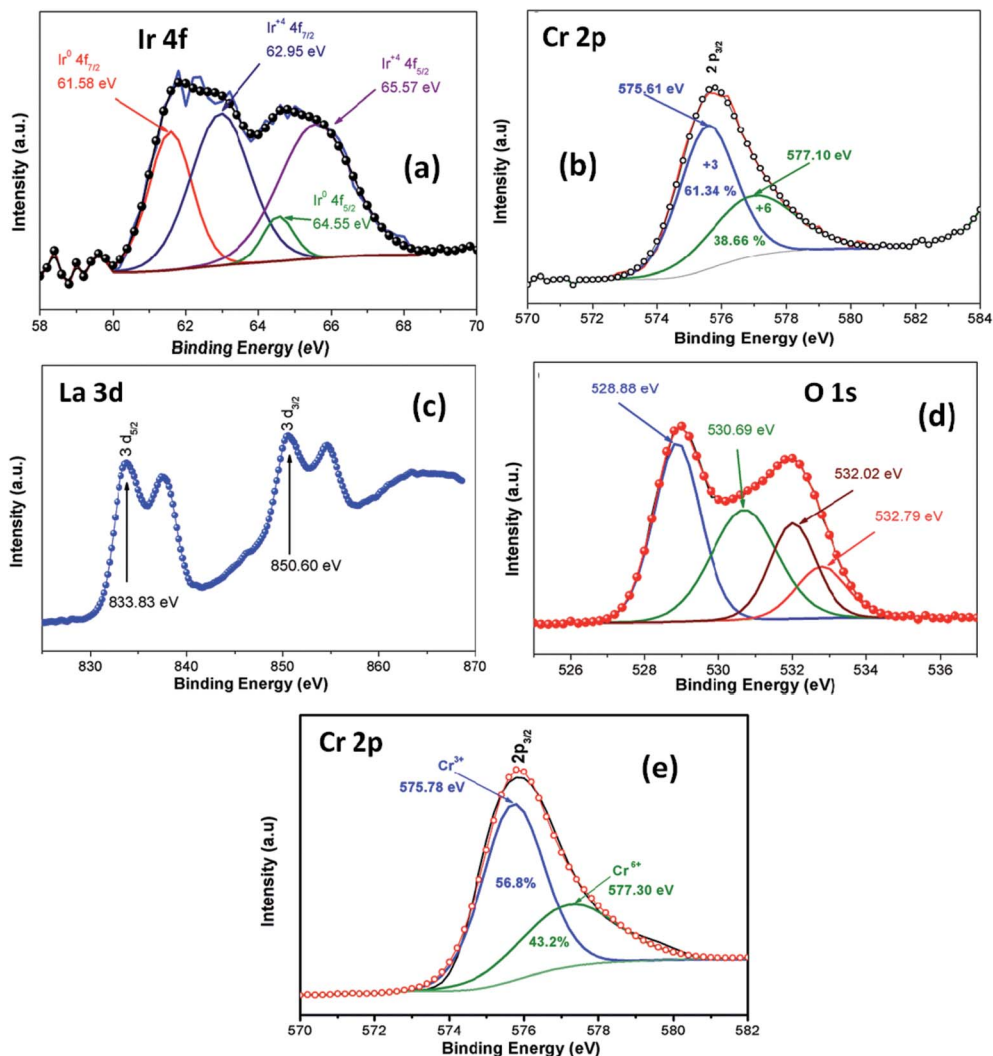 Ir 4f
Ir⁰ 4f₇/₂
61.58 eV
Ir⁺⁴ 4f₇/₂
62.95 eV
Ir⁺⁴ 4f₅/₂
65.57 eV
(a)
Ir⁰ 4f₅/₂
64.55 eV
Intensity (a.u.)
58 60 62 64 66 68 70
Binding Energy (eV)
Cr 2p
2 p₃/₂
575.61 eV
577.10 eV
(b)
+3
61.34 %
+6
38.66 %
Intensity (a.u.)
570 572 574 576 578 580 582 584
Binding Energy (eV)
La 3d
3 d₅/₂
3 d₃/₂
(c)
850.60 eV
833.83 eV
Intensity (a.u.)
830 840 850 860 870
Binding Energy (eV)
528.88 eV
O 1s
(d)
530.69 eV
532.02 eV
532.79 eV
Intensity (a.u.)
526 528 530 532 534 536
Binding Energy (eV)
Cr 2p
2p₃/₂
(e)
Cr³⁺
575.78 eV
Cr⁶⁺
577.30 eV
56.8%
43.2%
Intensity (a.u)
570 572 574 576 578 580 582
Binding Energy (eV)